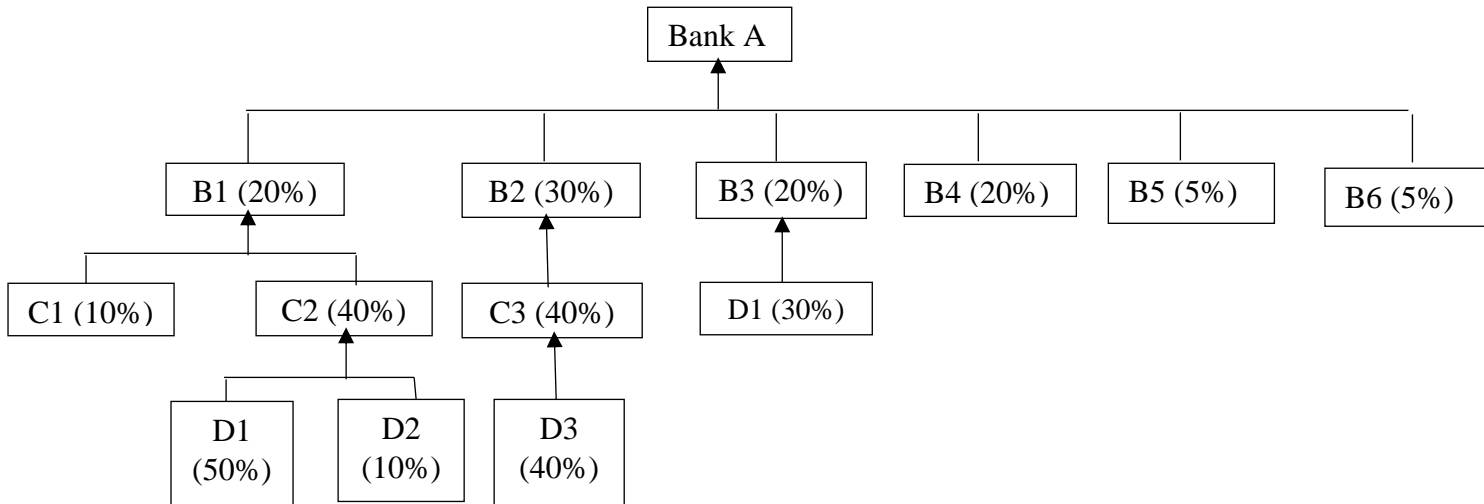 Bank A
B1 (20%)
B2 (30%)
B3 (20%)
B4 (20%)
B5 (5%)
B6 (5%)
C1 (10%)
C2 (40%)
C3 (40%)
D1 (30%)
D1
(50%)
D2
(10%)
D3
(40%)